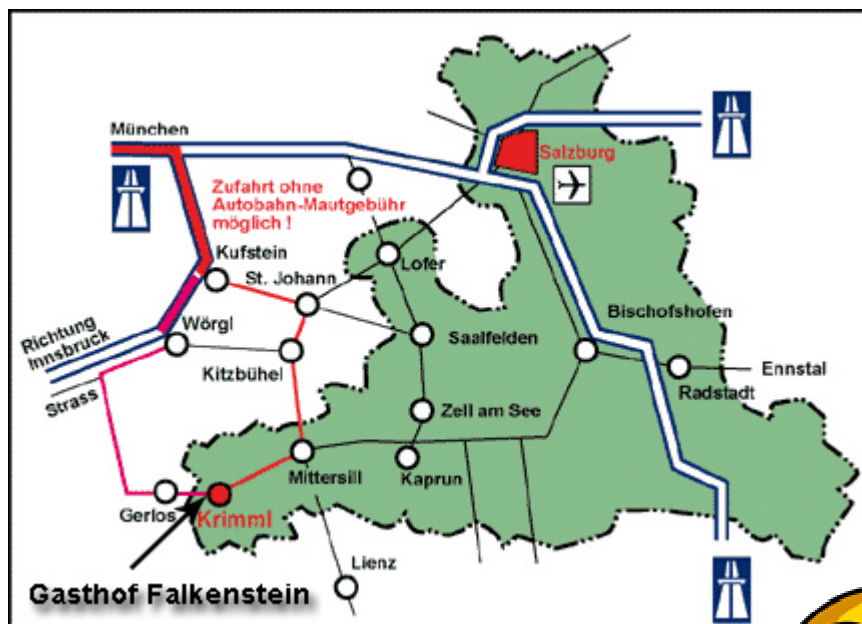 München
Salzburg
Zufahrt ohne
Autobahn-Mautgebühr
möglich !
Kufstein
St. Johann
Lofer
Richtung
Innsbruck
Wörgl
Saalfelden
Bischofshofen
Kitzbühel
Strass
Ennstal
Radstadt
Zell am See
Mittersill
Kaprun
Gerlos
Krimml
Lienz
Gasthof Falkenstein